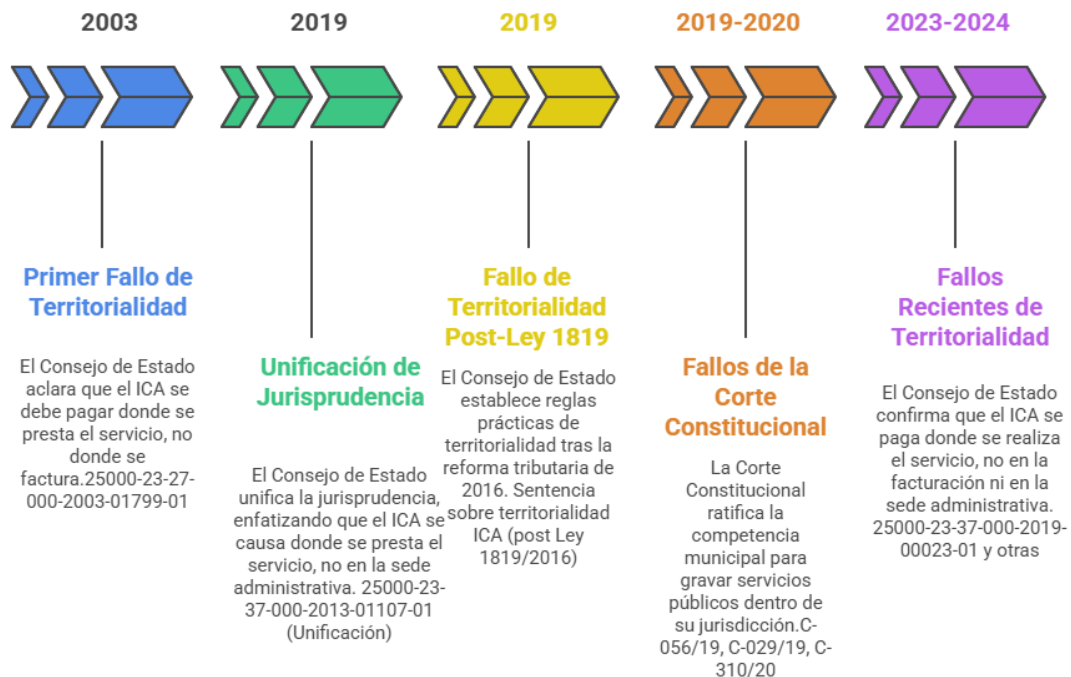 2003
2019
2019
2019-2020
2023-2024
Primer Fallo de
Territorialidad
El Consejo de Estado
aclara que el ICA se
debe pagar donde se
presta el servicio, no
donde se
factura.25000-23-27-
000-2003-01799-01
Unificación de
Jurisprudencia
El Consejo de Estado
unifica la jurisprudencia,
enfatizando que el ICA se
causa donde se presta el
servicio, no en la sede
administrativa. 25000-23-
37-000-2013-01107-01
(Unificación)
Fallo de
Territorialidad
Post-Ley 1819
El Consejo de Estado
establece reglas
prácticas de
territorialidad tras la
reforma tributaria de
2016. Sentencia
sobre territorialidad
ICA (post Ley
1819/2016)
Fallos de la
Corte
Constitucional
La Corte
Constitucional
ratifica la
competencia
municipal para
gravar servicios
públicos dentro de
su jurisdicción.C-
056/19, C-029/19, C-
310/20
Fallos
Recientes de
Territorialidad
El Consejo de Estado
confirma que el ICA se
paga donde se realiza
el servicio, no en la
facturación ni en la
sede administrativa.
25000-23-37-000-2019-
00023-01 y otras